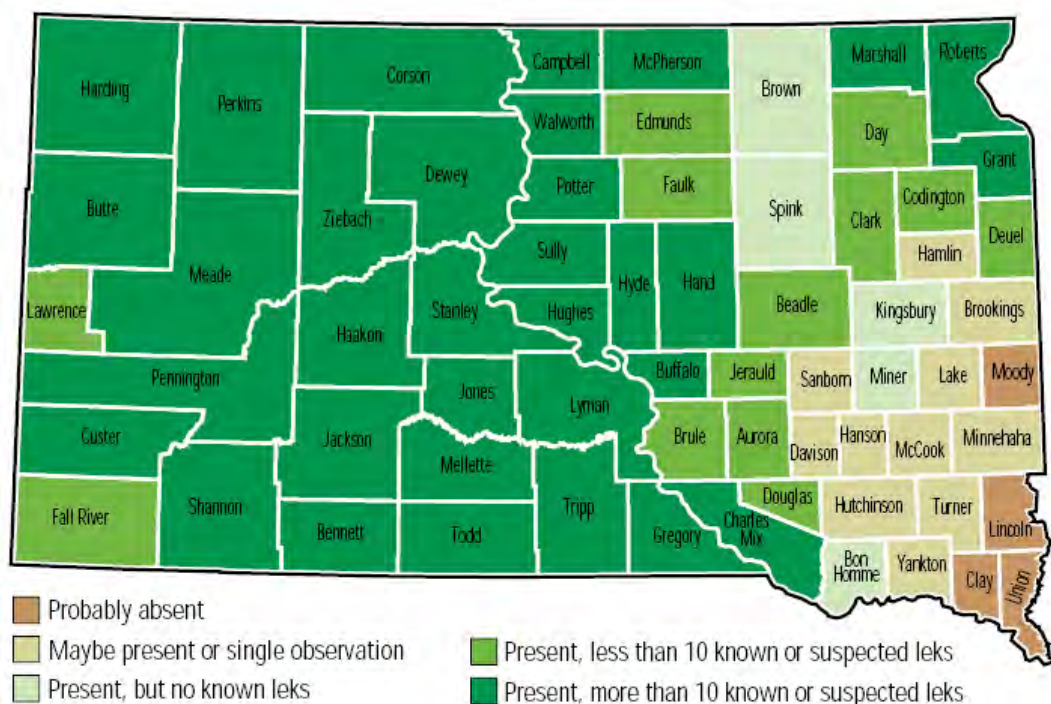 Harding
Perkins
Corson
Campbell
McPherson
Brown
Marshall
Roberts
Walworth
Edmunds
Day
Dewey
Grant
Butte
Ziebach
Potter
Faulk
Spink
Clark
Codington
Deuel
Meade
Sully
Hyde
Hand
Hamlin
Lawrence
Stanley
Hughes
Beadle
Kingsbury
Brookings
Haakon
Pennington
Jones
Lyman
Buffalo
Jerauld
Sanborn
Miner
Lake
Moody
Custer
Jackson
Brule
Aurora
Davison
Hanson
McCook
Minnehaha
Mellette
Fall River
Shannon
Bennett
Todd
Tripp
Gregory
Charles
Mix
Douglas
Hutchinson
Turner
Lincoln
Bon
Homme
Yankton
Clay
Union
Probably absent
Maybe present or single observation
Present, but no known leks
Present, less than 10 known or suspected leks
Present, more than 10 known or suspected leks